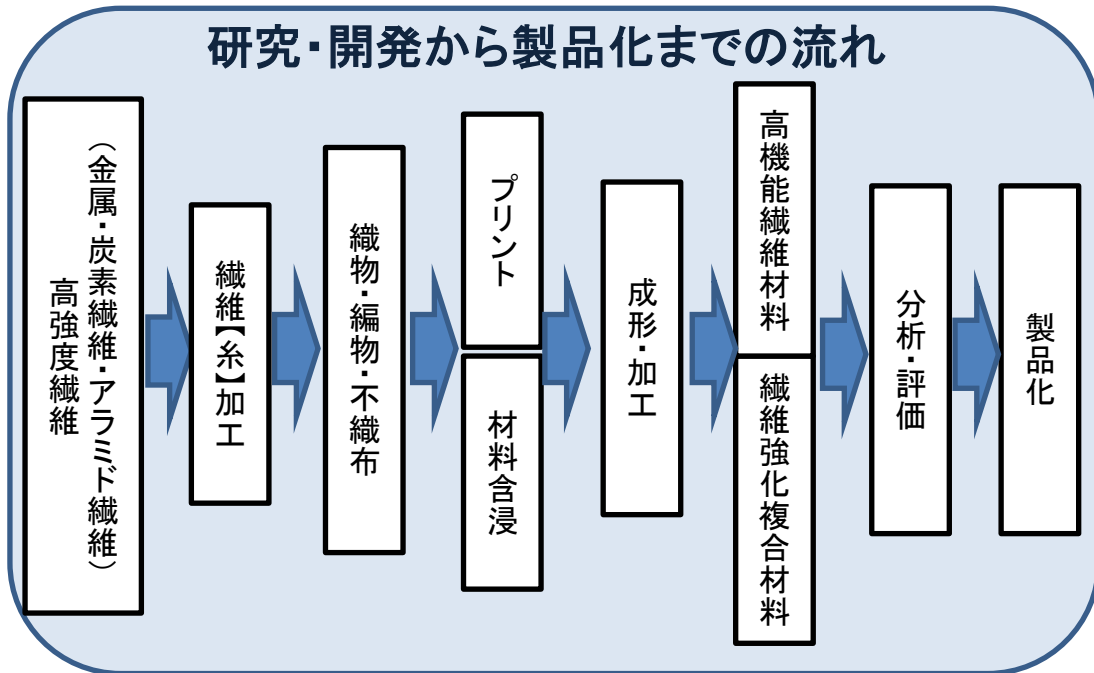 研究・開発から製品化までの流れ
（金属・炭素繊維・アラミド繊維）
高強度繊維
繊維【糸】加工
織物・編物・不織布
プリント
材料含浸
成形・加工
高機能繊維材料
繊維強化複合材料
分析・評価
製品化